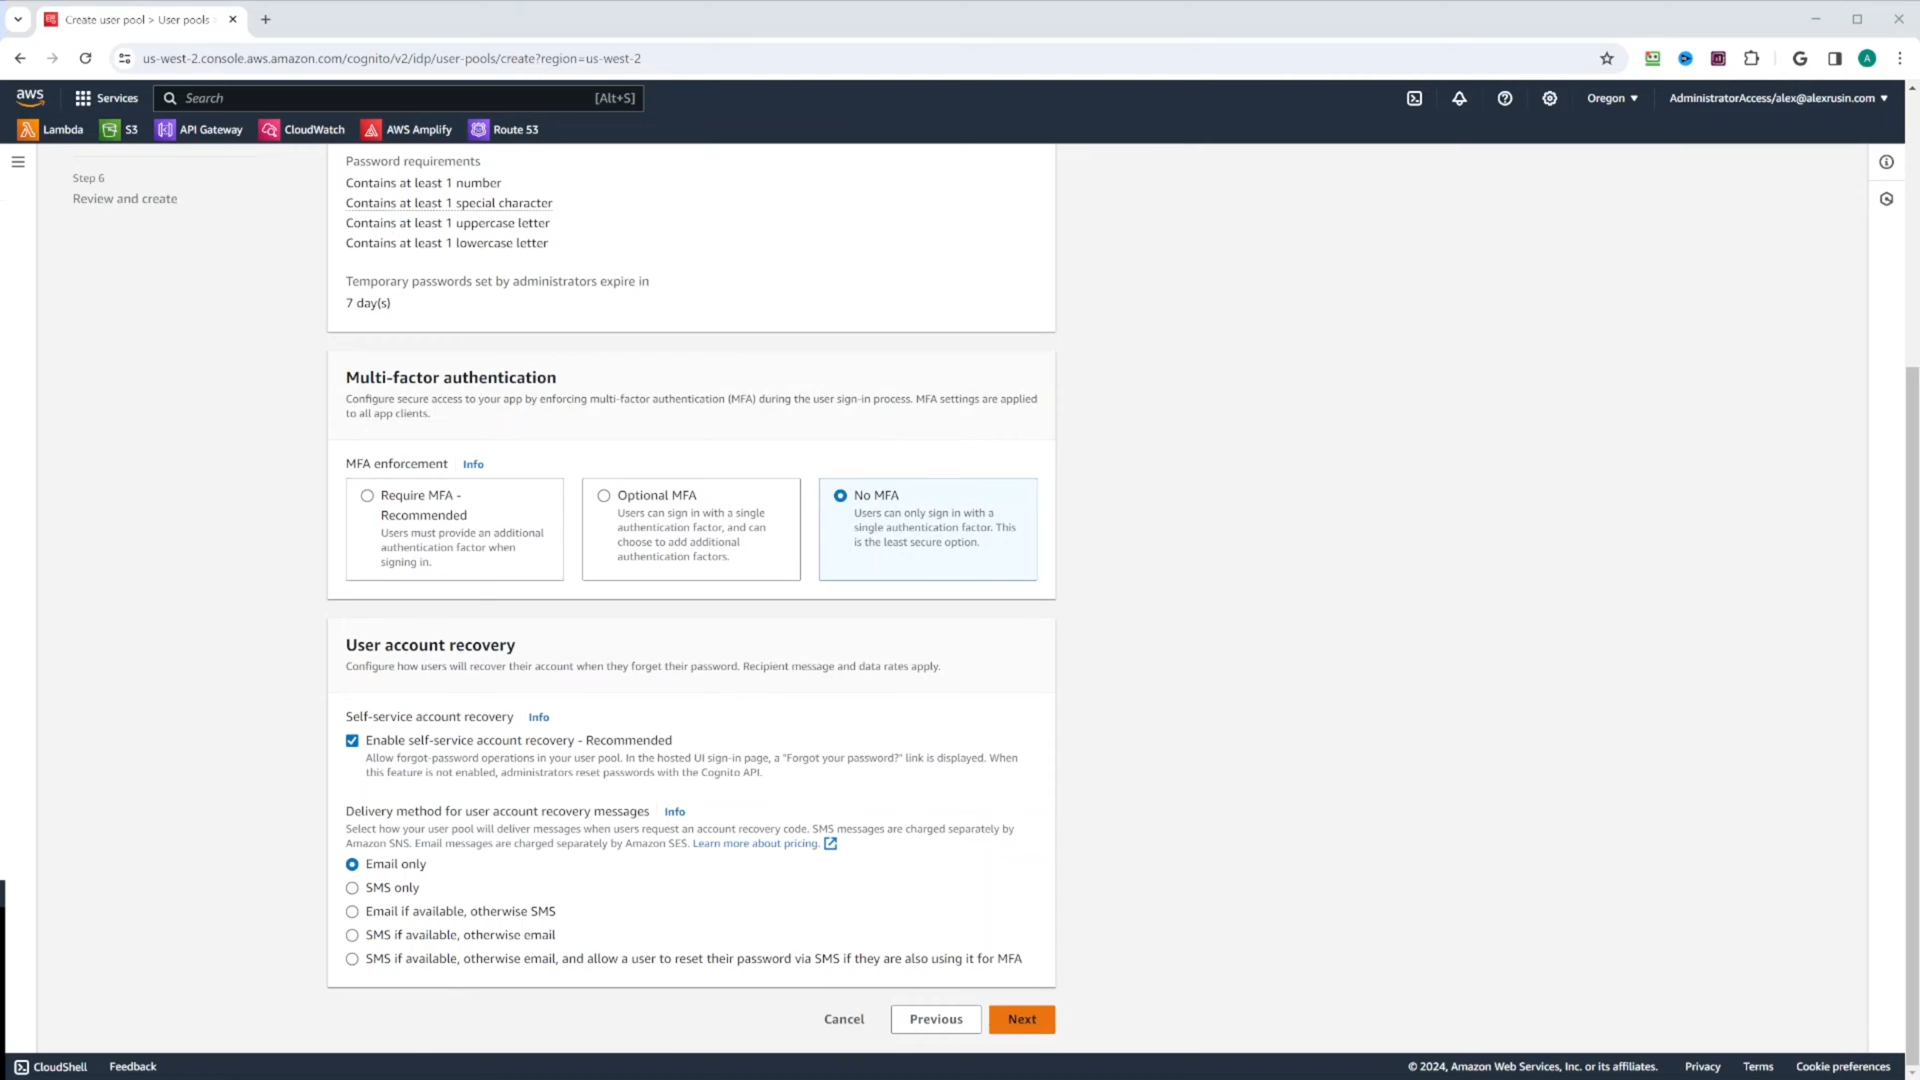 Create user pool > User pools
us-west-2.console.aws.amazon.com/cognito/v2/idp/user-pools/create?region=us-west-2
A
aws
Services
Search
[Alt+S]
Oregon
AdministratorAccess/alex@alexrusin.com
Lambda
S3
API Gateway
CloudWatch
AWS Amplify
Route 53
Step 6
Review and create
Password requirements
Contains at least 1 number
Contains at least 1 special character
Contains at least 1 uppercase letter
Contains at least 1 lowercase letter
Temporary passwords set by administrators expire in
7 day(s)
Multi-factor authentication
Configure secure access to your app by enforcing multi-factor authentication (MFA) during the user sign-in process. MFA settings are applied
to all app clients.
MFA enforcement Info
Require MFA -
Recommended
Users must provide an additional
authentication factor when
signing in.
Optional MFA
Users can sign in with a single
authentication factor, and can
choose to add additional
authentication factors.
No MFA
Users can only sign in with a
single authentication factor. This
is the least secure option.
User account recovery
Configure how users will recover their account when they forget their password. Recipient message and data rates apply.
Self-service account recovery Info
Enable self-service account recovery - Recommended
Allow forgot-password operations in your user pool. In the hosted UI sign-in page, a "Forgot your password?" link is displayed. When
this feature is not enabled, administrators reset passwords with the Cognito API.
Delivery method for user account recovery messages Info
Select how your user pool will deliver messages when users request an account recovery code. SMS messages are charged separately by
Amazon SNS. Email messages are charged separately by Amazon SES. Learn more about pricing.
Email only
SMS only
Email if available, otherwise SMS
SMS if available, otherwise email
SMS if available, otherwise email, and allow a user to reset their password via SMS if they are also using it for MFA
Cancel
Previous
Next
CloudShell
Feedback
© 2024, Amazon Web Services, Inc. or its affiliates.
Privacy
Terms
Cookie preferences